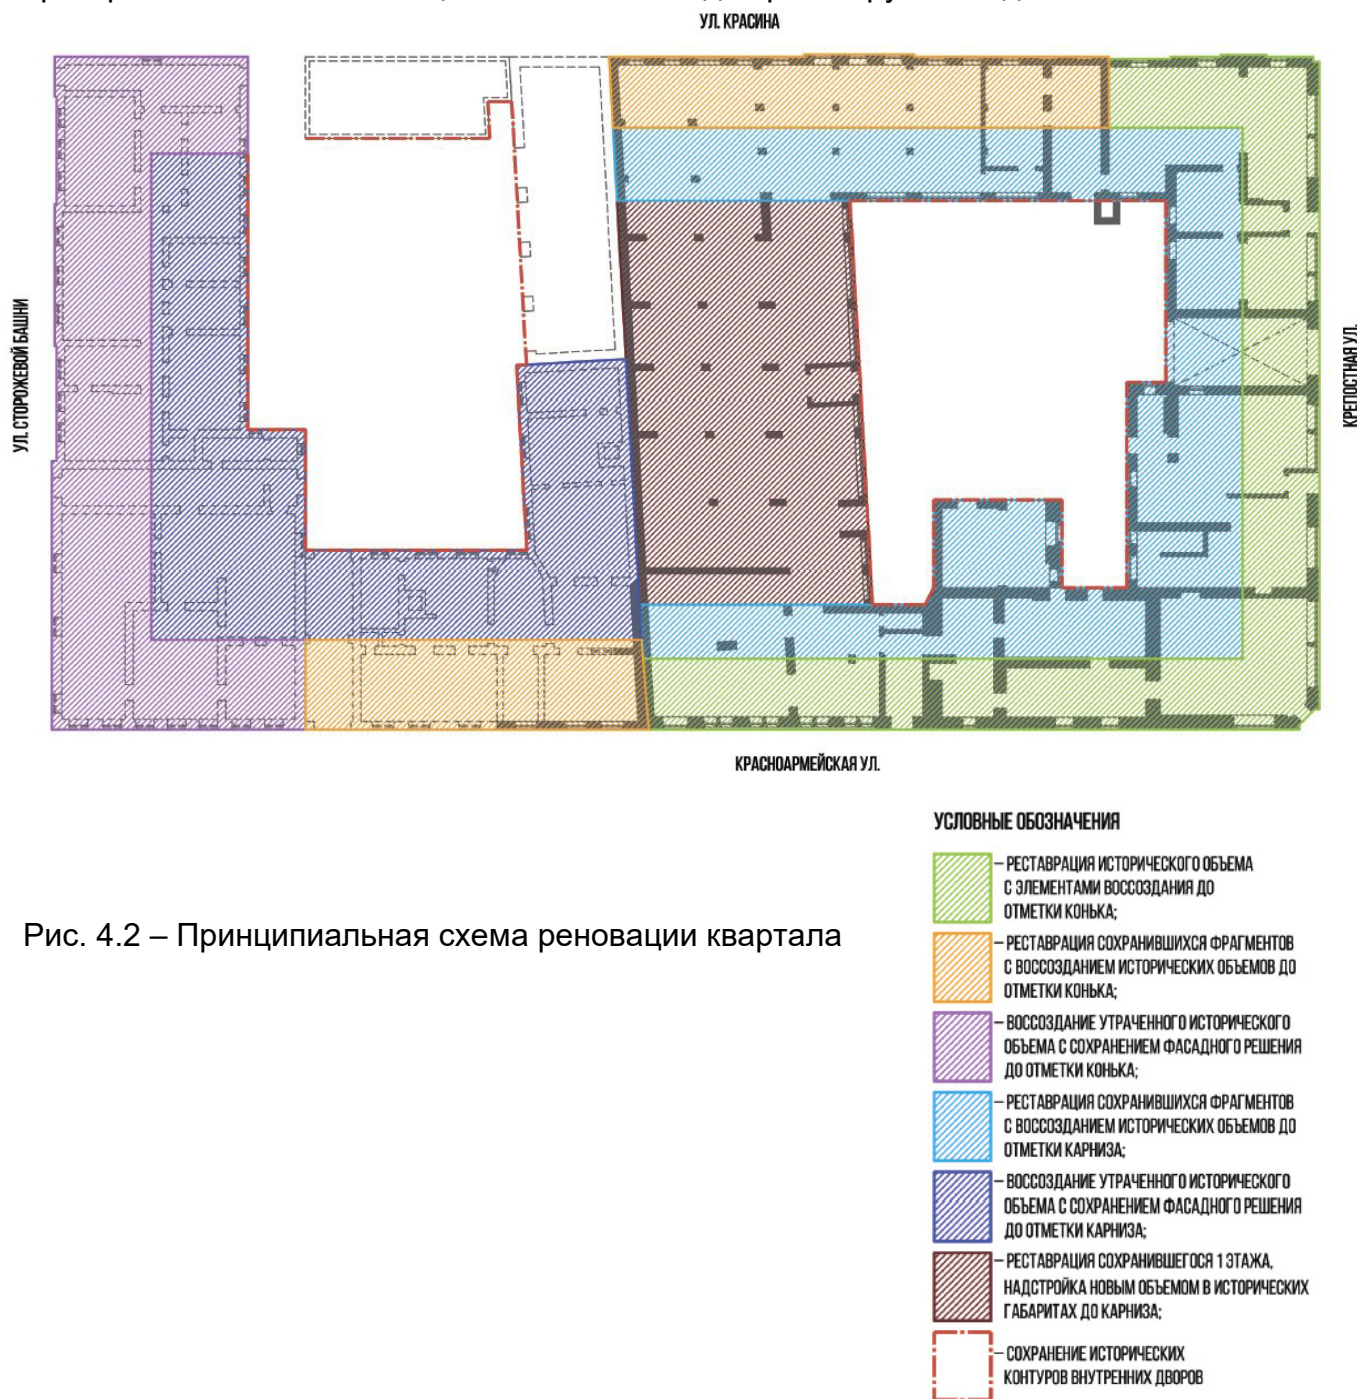 УЛ. КРАСИНА
УЛ. СТОРОЖЕВОЙ БАШНИ
КРЕПОСТНАЯ УЛ.
КРАСНОАРМЕЙСКАЯ УЛ.
УСЛОВНЫЕ ОБОЗНАЧЕНИЯ
– РЕСТАВРАЦИЯ ИСТОРИЧЕСКОГО ОБЪЕМА
С ЭЛЕМЕНТАМИ ВОССОЗДАНИЯ ДО
ОТМЕТКИ КОНЬКА;
Рис. 4.2 – Принципиальная схема реновации квартала
– РЕСТАВРАЦИЯ СОХРАНИВШИХСЯ ФРАГМЕНТОВ
С ВОССОЗДАНИЕМ ИСТОРИЧЕСКИХ ОБЪЕМОВ ДО
ОТМЕТКИ КОНЬКА;
– ВОССОЗДАНИЕ УТРАЧЕННОГО ИСТОРИЧЕСКОГО
ОБЪЕМА С СОХРАНЕНИЕМ ФАСАДНОГО РЕШЕНИЯ
ДО ОТМЕТКИ КОНЬКА;
– РЕСТАВРАЦИЯ СОХРАНИВШИХСЯ ФРАГМЕНТОВ
С ВОССОЗДАНИЕМ ИСТОРИЧЕСКИХ ОБЪЕМОВ ДО
ОТМЕТКИ КАРНИЗА;
– ВОССОЗДАНИЕ УТРАЧЕННОГО ИСТОРИЧЕСКОГО
ОБЪЕМА С СОХРАНЕНИЕМ ФАСАДНОГО РЕШЕНИЯ
ДО ОТМЕТКИ КАРНИЗА;
– РЕСТАВРАЦИЯ СОХРАНИВШЕГОСЯ 1 ЭТАЖА,
НАДСТРОЙКА НОВЫМ ОБЪЕМОМ В ИСТОРИЧЕСКИХ
ГАБАРИТАХ ДО КАРНИЗА;
– СОХРАНЕНИЕ ИСТОРИЧЕСКИХ
КОНТУРОВ ВНУТРЕННИХ ДВОРОВ